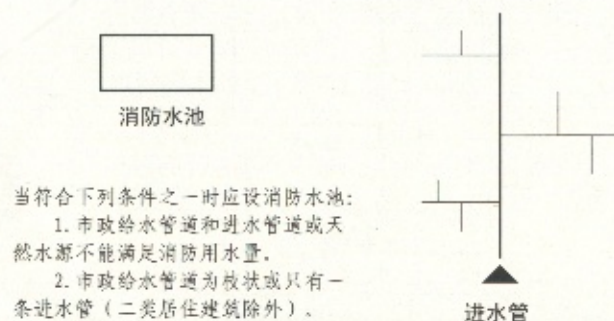 消防水池
当符合下列条件之一时应设消防水池:
1.市政给水管道和进水管道或天
然水源不能满足消防用水量。
2.市政给水管道为枝状或只有一
条进水管（二类居住建筑除外）、
进水管